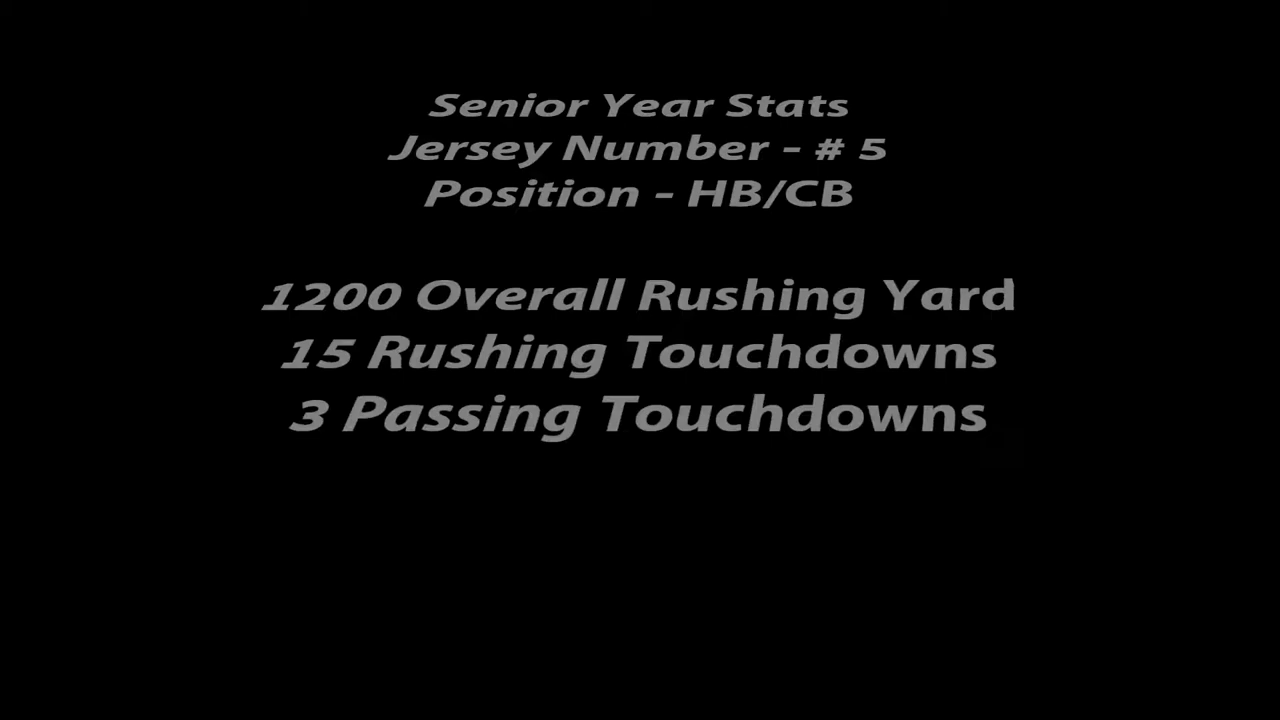 Senior Year Stats
Jersey Number - # 5
Position - HB/CB
1200 Overall Rushing Yard
15 Rushing Touchdowns
3 Passing Touchdowns